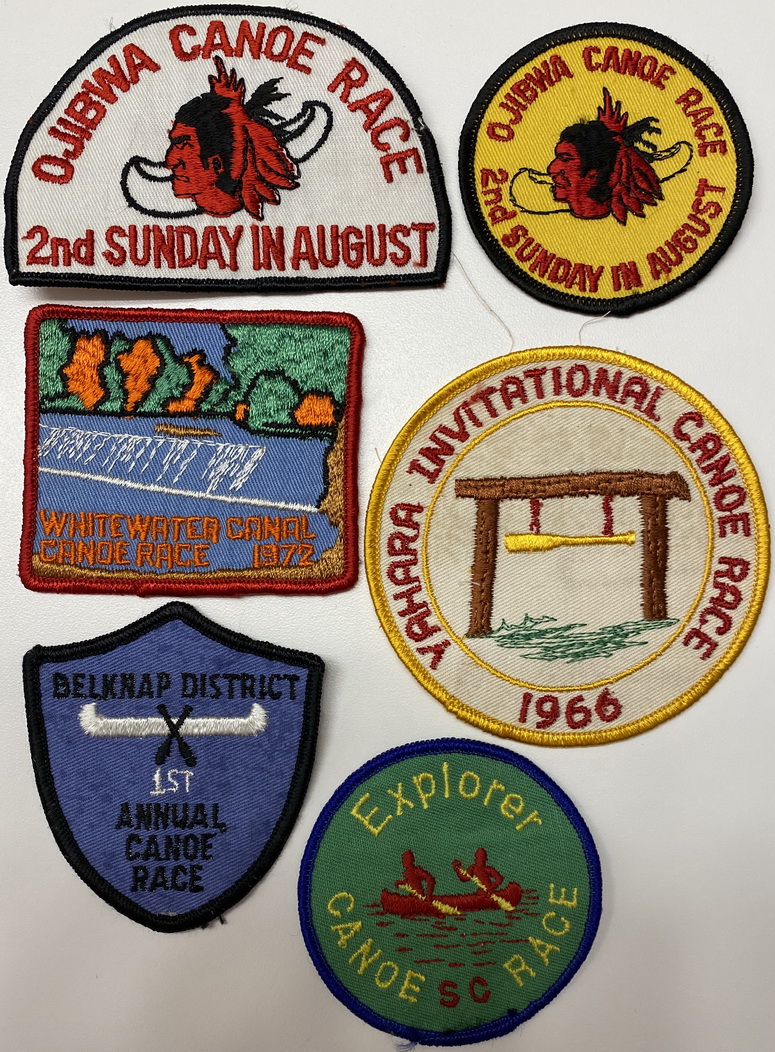 OJIBWA CANOE RACE
2nd SUNDAY IN AUGUST
OJIBWA CANOE RACE
2nd SUNDAY IN AUGUST
WHITEWATER CANAL
CANOE RACE 1972
YAHARA INVITATIONAL CANOE RACE
1966
BELKNAP DISTRICT
1ST
ANNUAL
CANOE
RACE
Explorer
CANOE SC RACE